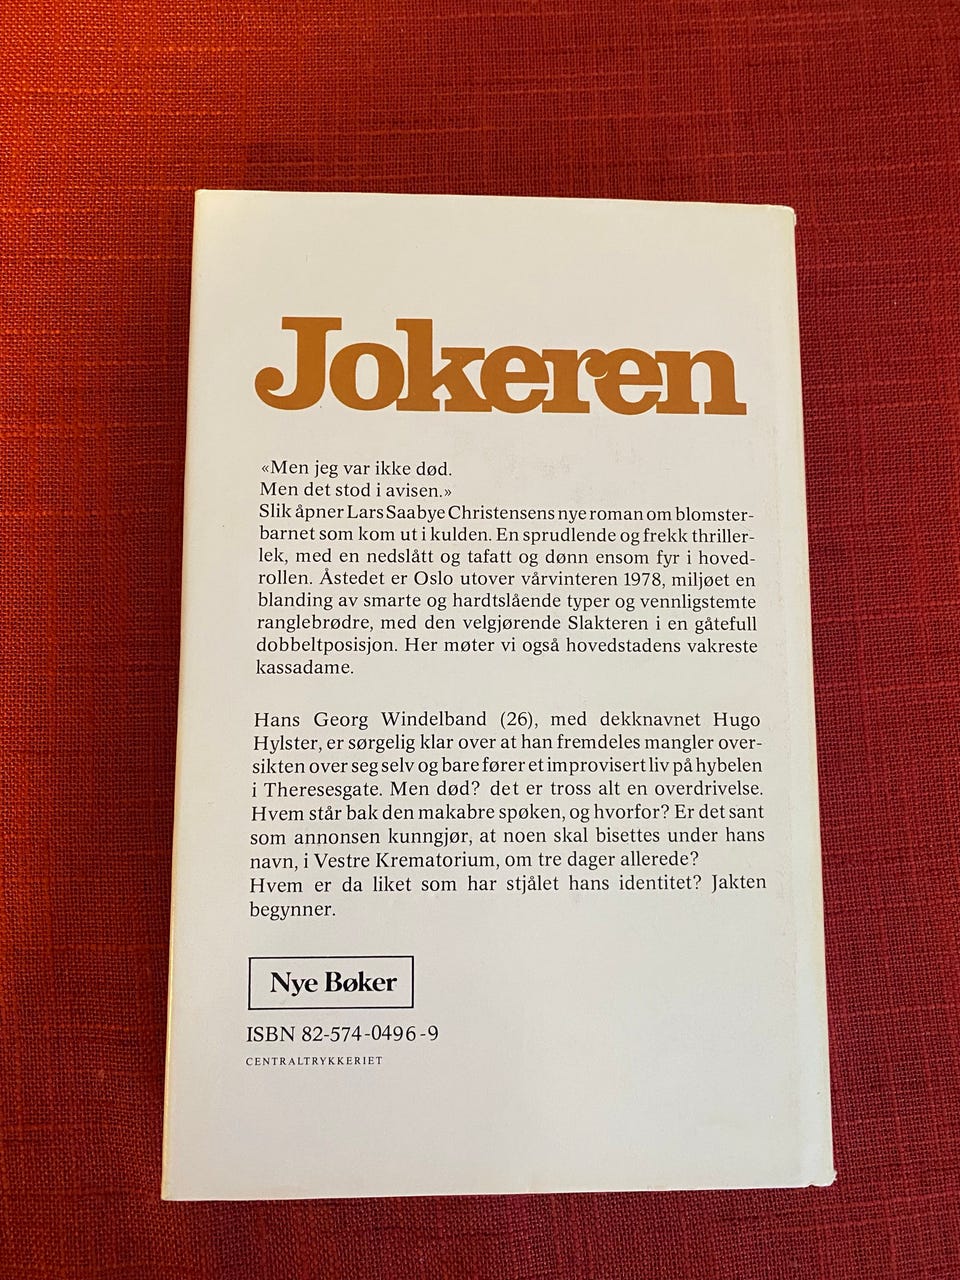 Jokeren
«Men jeg var ikke død.
Men det stod i avisen.»
Slik åpner Lars Saabye Christensens nye roman om blomster-
barnet som kom ut i kulden. En sprudlende og frekk thriller-
lek, med en nedslått og tafatt og dønn ensom fyr i hoved-
rollen. Åstedet er Oslo utover vårvinteren 1978, miljøet en
blanding av smarte og hardtslående typer og vennligstemte
ranglebrødre, med den velgjørende Slakteren i en gåtefull
dobbeltposisjon. Her møter vi også hovedstadens vakreste
kassadame.
Hans Georg Windelband (26), med dekknavnet Hugo
Hylster, er sørgelig klar over at han fremdeles mangler over-
sikten over seg selv og bare fører et improvisert liv på hybelen
i Theresesgate. Men død? det er tross alt en overdrivelse.
Hvem står bak den makabre spøken, og hvorfor? Er det sant
som annonsen kunngjør, at noen skal bisettes under hans
navn, i Vestre Krematorium, om tre dager allerede?
Hvem er da liket som har stjålet hans identitet? Jakten
begynner.
Nye Bøker
ISBN 82-574-0496-9
CENTRALTRYKKERIET